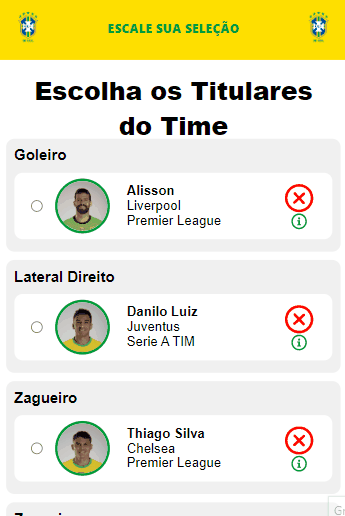 ESCALE SUA SELEÇÃO
Escolha os Titulares
do Time
Goleiro
Alisson
Liverpool
Premier League
Lateral Direito
Danilo Luiz
Juventus
Serie A TIM
Zagueiro
Thiago Silva
Chelsea
Premier League